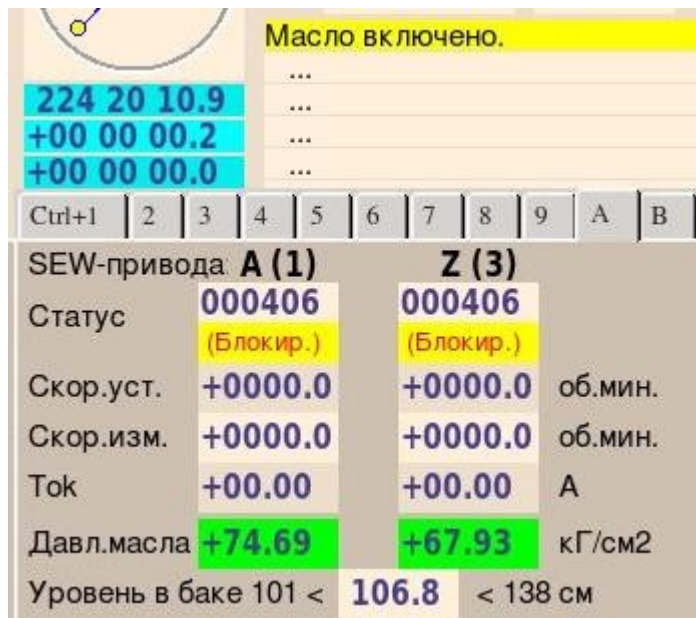 Масло включено.
...
224 20 10.9
...
+00 00 00.2
...
+00 00 00.0
...
Ctrl+1 2 3 4 5 6 7 8 9 A B
SEW-привода A (1) Z (3)
Статус 000406 000406
(Блокир.) (Блокир.)
Скор.уст. +0000.0 +0000.0 об.мин.
Скор.изм. +0000.0 +0000.0 об.мин.
Tok +00.00 +00.00 A
Давл.масла +74.69 +67.93 кГ/см2
Уровень в баке 101 < 106.8 < 138 см